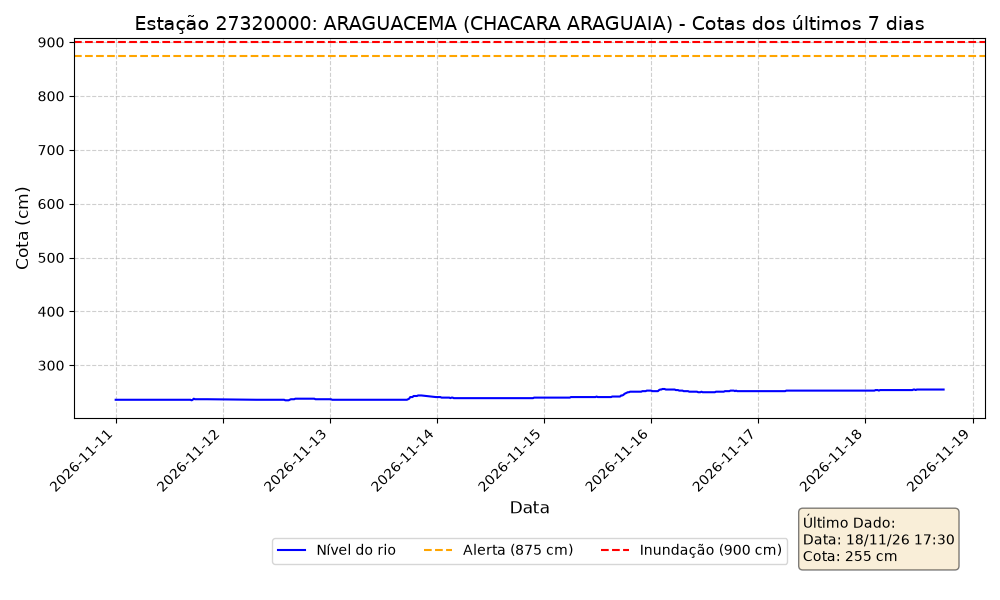 Estação 27320000: ARAGUACEMA (CHACARA ARAGUAIA) - Cotas dos últimos 7 dias
Cota (cm)
900
800
700
600
500
400
300
2026-11-11
2026-11-12
2026-11-13
2026-11-14
2026-11-15
2026-11-16
2026-11-17
2026-11-18
2026-11-19
Data
Nível do rio
Alerta (875 cm)
Inundação (900 cm)
Último Dado:
Data: 18/11/26 17:30
Cota: 255 cm